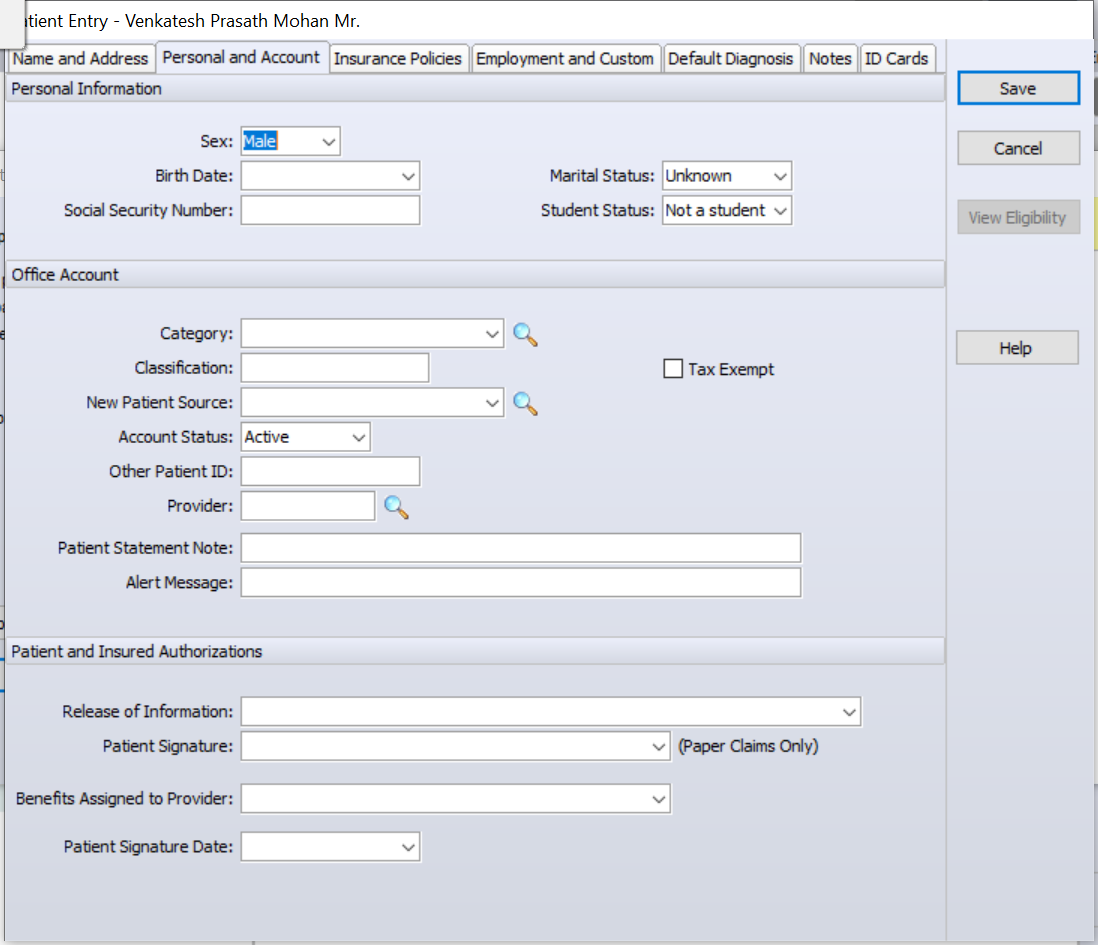 atient Entry - Venkatesh Prasath Mohan Mr.
Name and Address Personal and Account Insurance Policies Employment and Custom Default Diagnosis Notes ID Cards
Personal Information
Save
Sex: Male
Cancel
Birth Date:
Marital Status: Unknown
Social Security Number:
Student Status: Not a student
View Eligibility
Office Account
Category:
Help
Classification:
Tax Exempt
New Patient Source:
Account Status: Active
Other Patient ID:
Provider:
Patient Statement Note:
Alert Message:
Patient and Insured Authorizations
Release of Information:
Patient Signature: (Paper Claims Only)
Benefits Assigned to Provider:
Patient Signature Date: